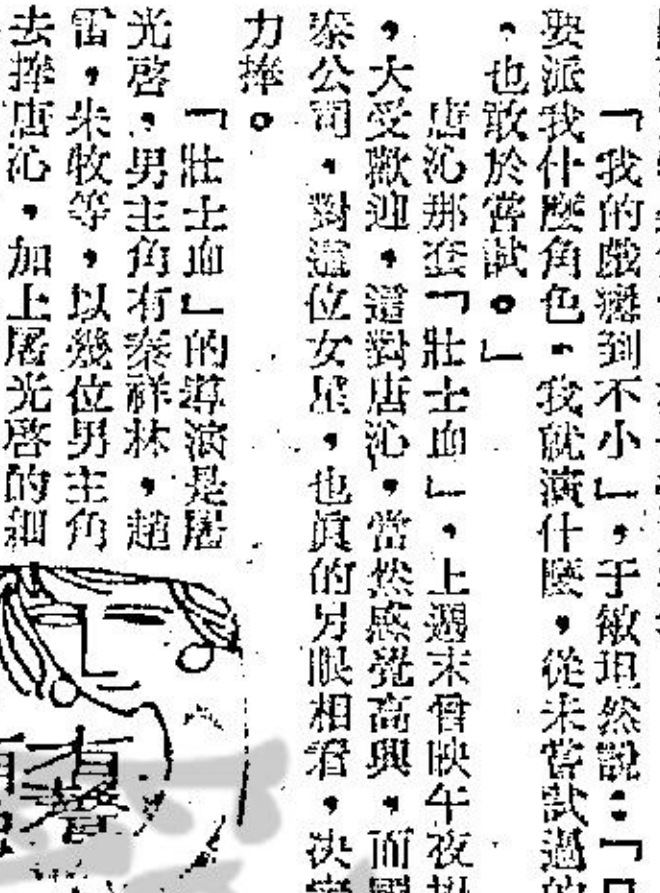 「我的戲癮到不小」，于徽坦然說：「只
要派我什麼角色，我就演什麼，從未嘗試過的
，也敢於嘗試。」
唐沁那套「壯士血」，上週末曾映午夜場
，大受歡迎，這對唐沁，當然感覺高興，而
泰公司，對這位女星，也眞的另眼相看，決
力捧。
「壯士血」的導演是屠
光啓，男主角有秦祥林，趙
雷，朱牧等，以幾位男主角
去捧唐沁，加上屠光啓的細
有聲